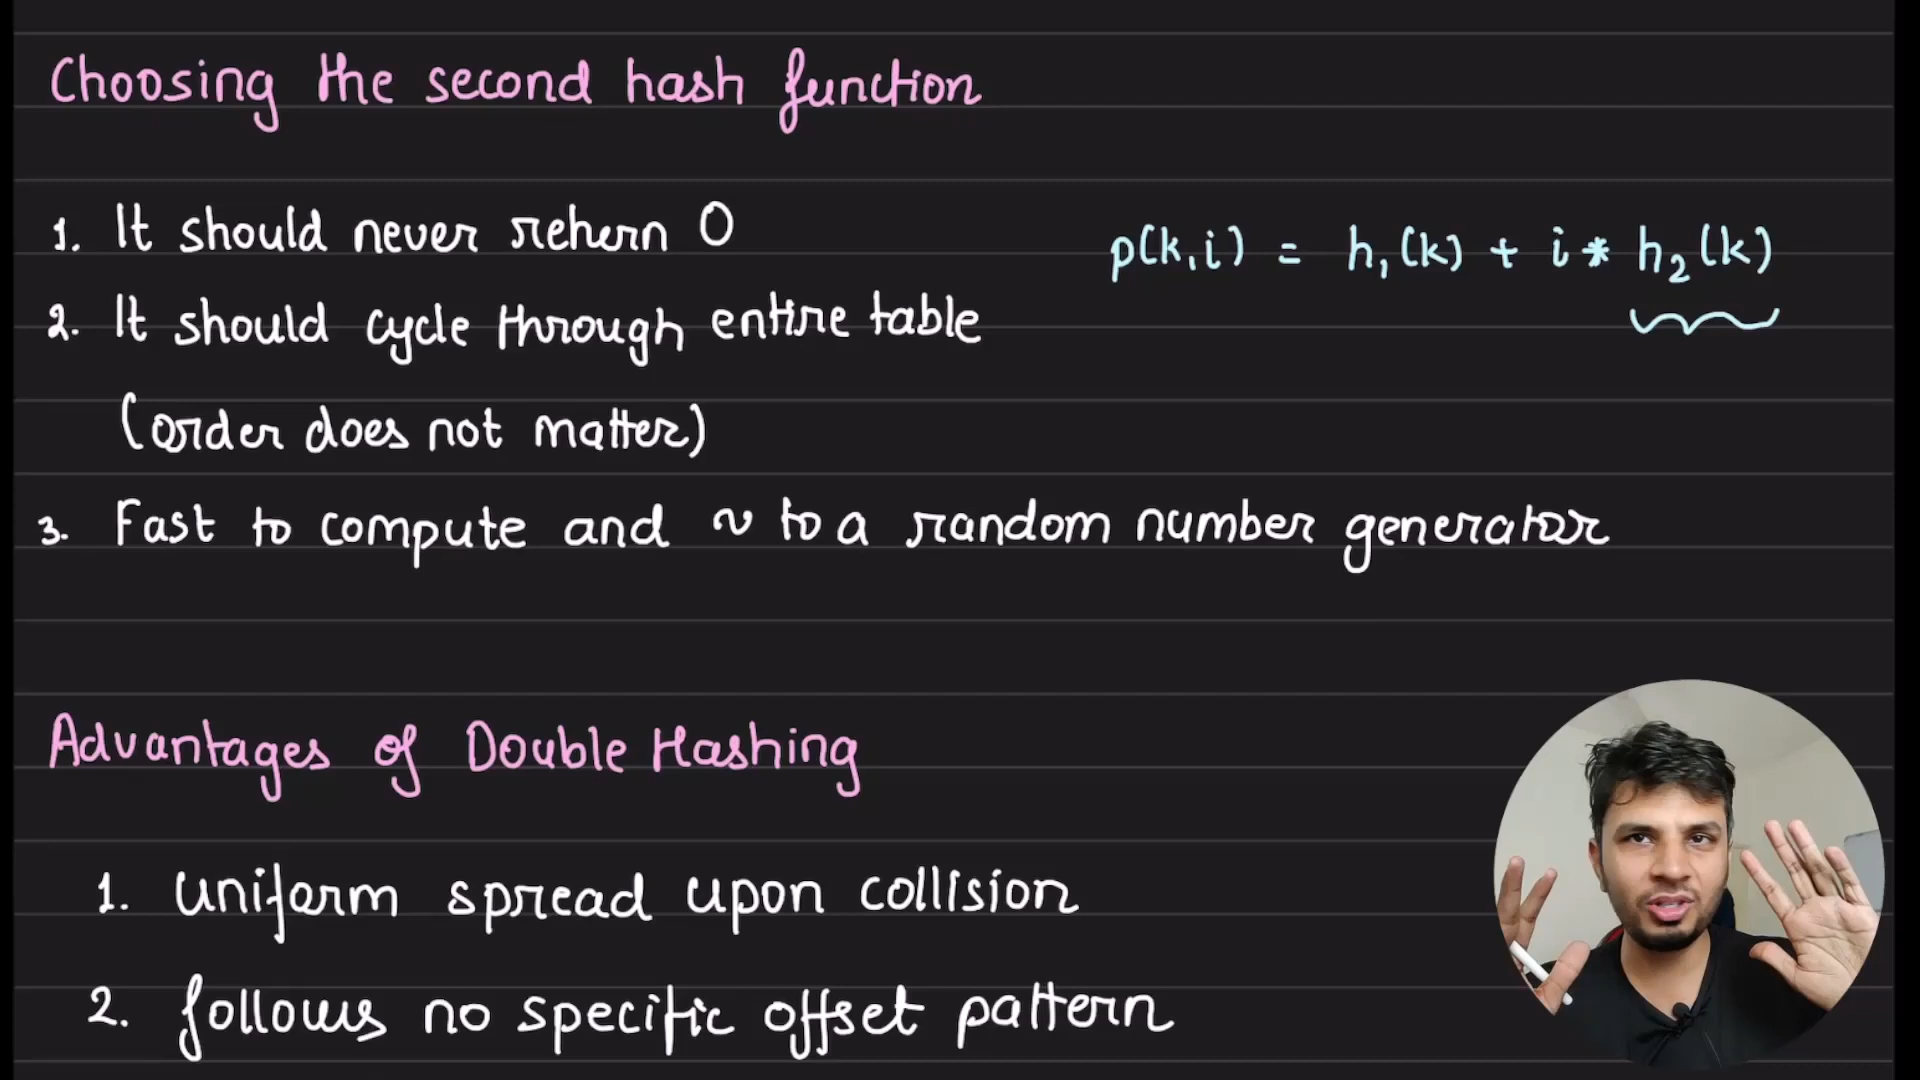 Choosing the second hash function
1. It should never return 0
p(k,i) = h₁(k) + i * h₂(k)
2. It should cycle through entire table
(order does not matter)
3. Fast to compute and ~ to a random number generator
Advantages of Double Hashing
1. uniform spread upon collision
2. follows no specific offset pattern